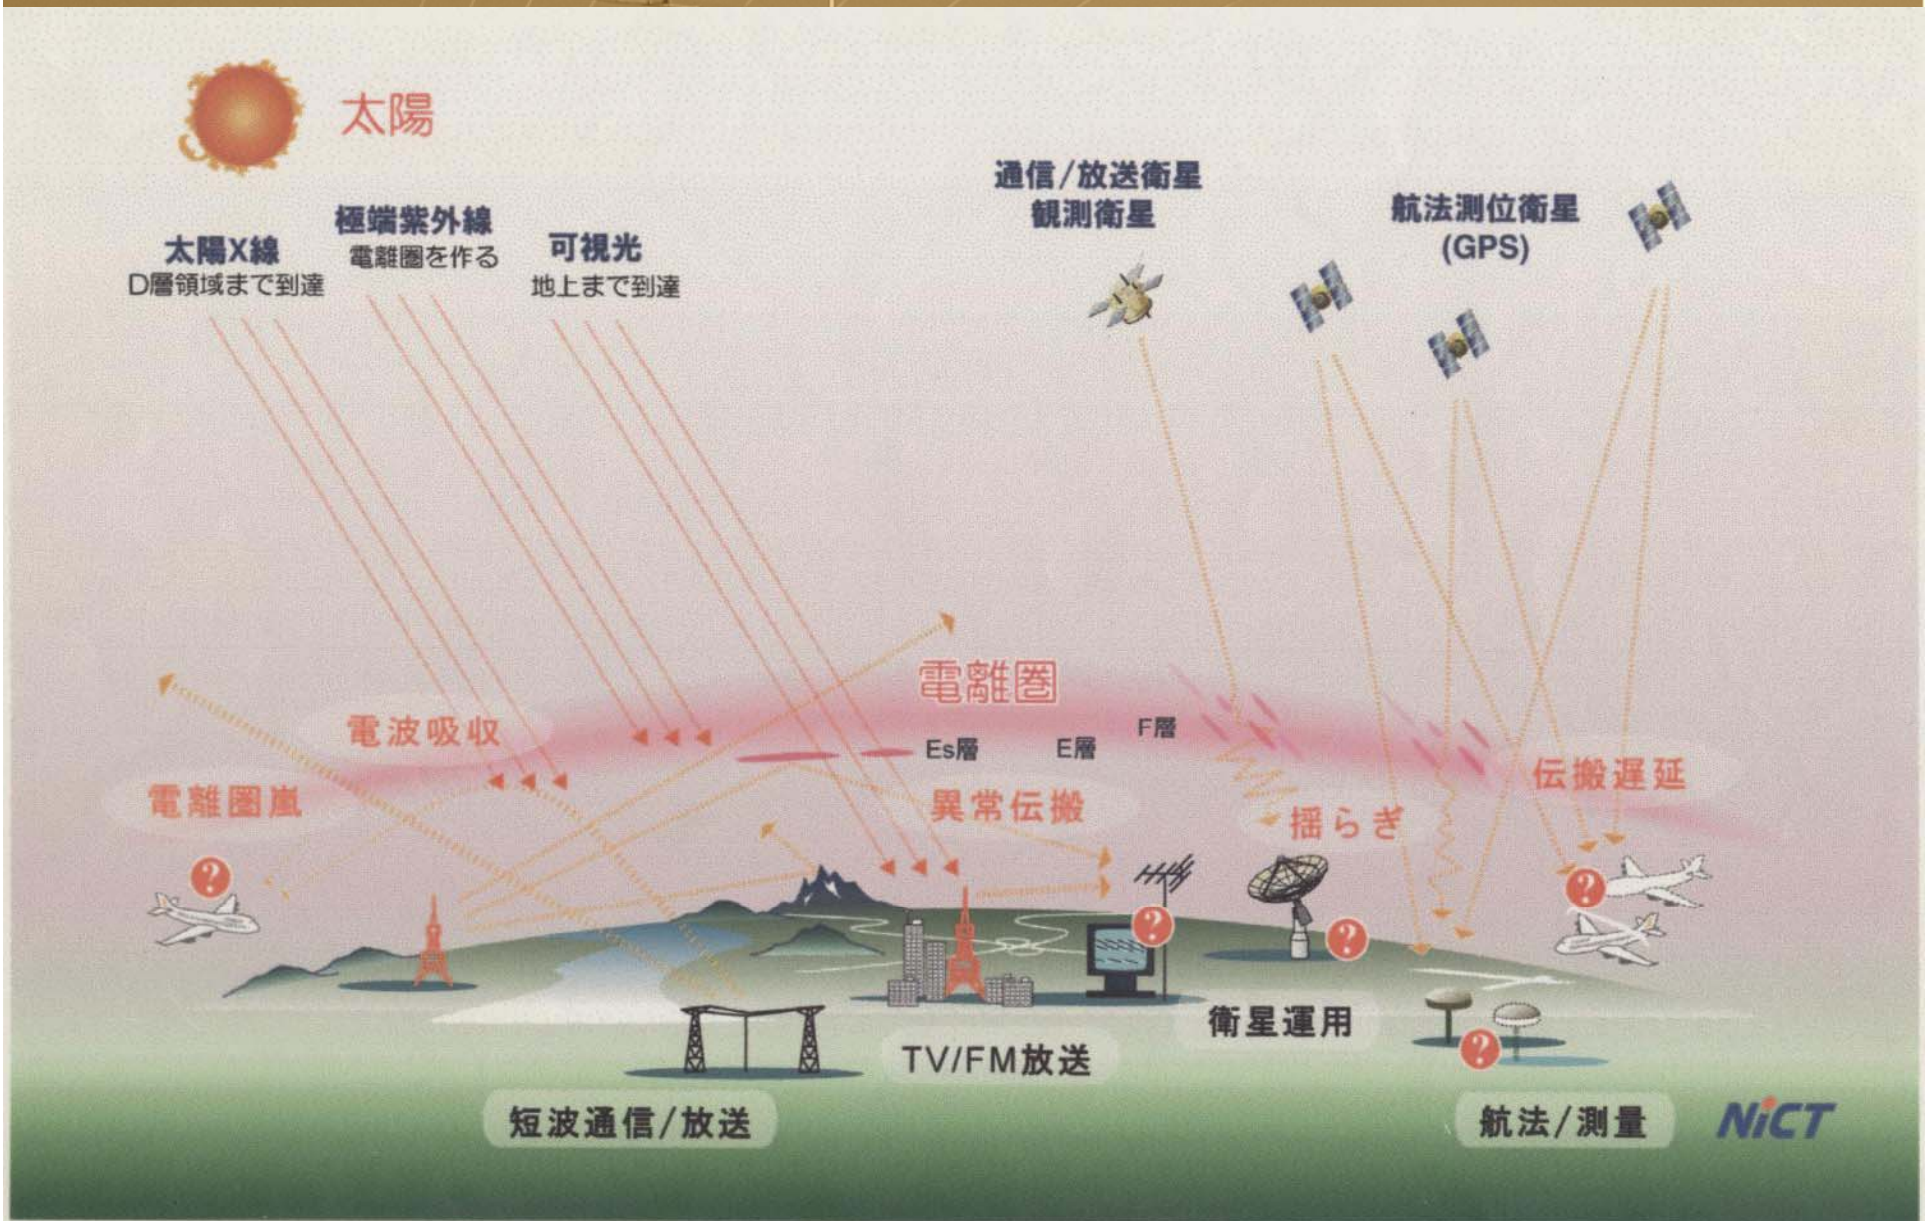 太陽
太陽X線
D層領域まで到達
極端紫外線
電離圏を作る
可視光
地上まで到達
通信/放送衛星
観測衛星
航法測位衛星
(GPS)
電離圏
電波吸収
電離圏嵐
Es層
E層
F層
異常伝搬
揺らぎ
伝搬遅延
?
?
?
?
?
衛星運用
TV/FM放送
短波通信/放送
航法/測量
NiCT